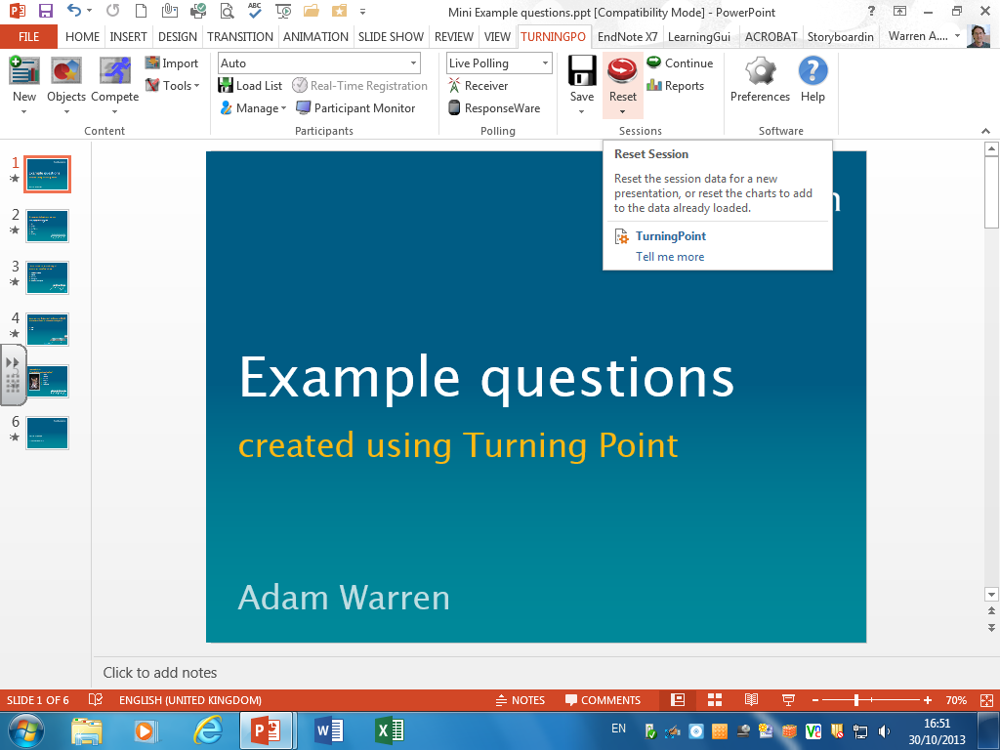 Mini Example questions.ppt [Compatibility Mode] - PowerPoint
FILE HOME INSERT DESIGN TRANSITION ANIMATION SLIDE SHOW REVIEW VIEW TURNINGPO EndNote X7 LearningGui ACROBAT Storyboardin Warren A....
New Objects Compete Import Tools
Content
Auto
Load List Real-Time Registration
Manage Participant Monitor
Participants
Live Polling
Receiver
ResponseWare
Polling
Save Reset Continue Reports
Sessions
Preferences Help
Software
Reset Session
Reset the session data for a new
presentation, or reset the charts to add
to the data already loaded.
TurningPoint
Tell me more
1
2
3
4
6
n
Example questions
created using Turning Point
Adam Warren
Click to add notes
SLIDE 1 OF 6 ENGLISH (UNITED KINGDOM) NOTES COMMENTS 70%
EN 16:51
30/10/2013